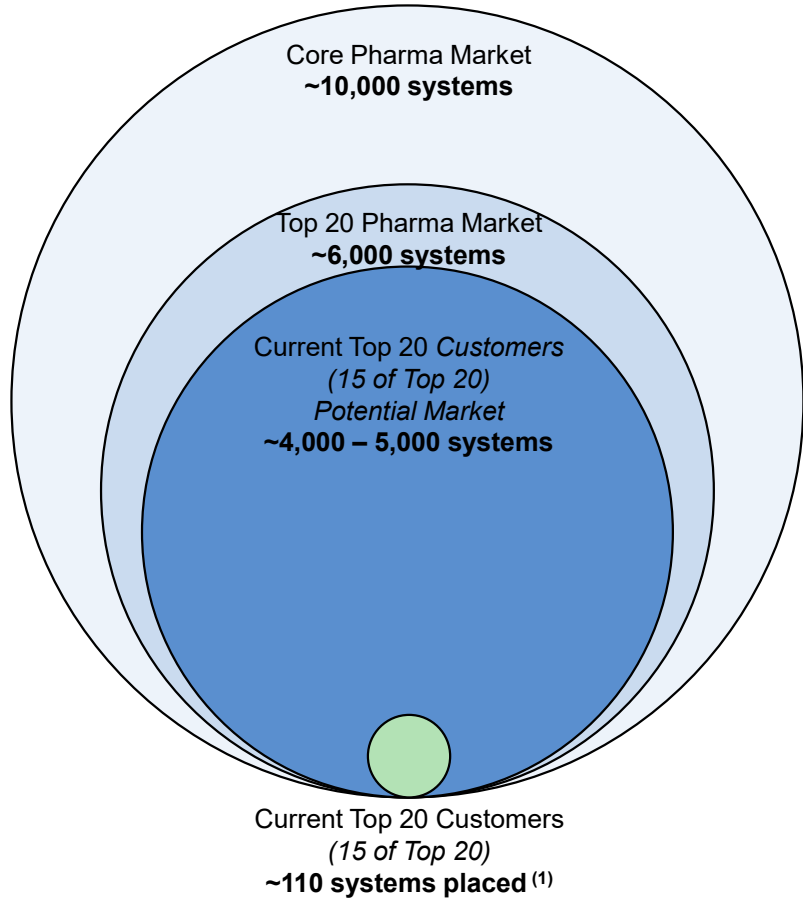 Core Pharma Market
~10,000 systems
Top 20 Pharma Market
~6,000 systems
Current Top 20 Customers
(15 of Top 20)
Potential Market
~4,000 – 5,000 systems
Current Top 20 Customers
(15 of Top 20)
~110 systems placed (1)